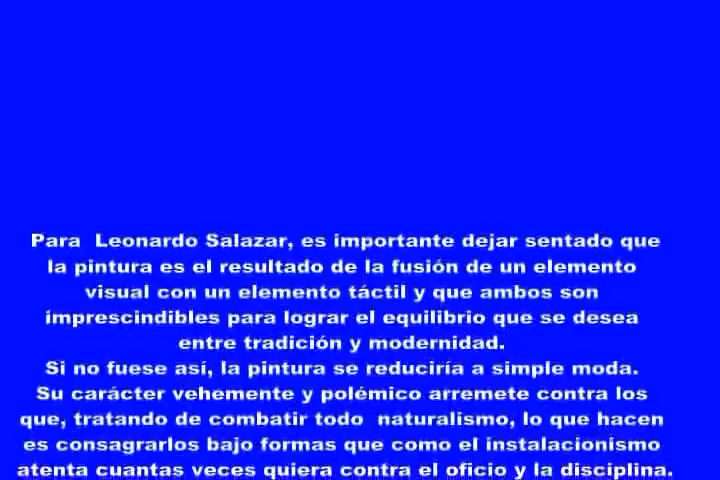 Para  Leonardo Salazar, es importante dejar sentado que
la pintura es el resultado de la fusión de un elemento
visual con un elemento táctil y que ambos son
imprescindibles para lograr el equilibrio que se desea
entre tradición y modernidad.
Si no fuese así, la pintura se reduciría a simple moda.
Su carácter vehemente y polémico arremete contra los
que, tratando de combatir todo  naturalismo, lo que hacen
es consagrarlos bajo formas que como el instalacionismo
atenta cuantas veces quiera contra el oficio y la disciplina.